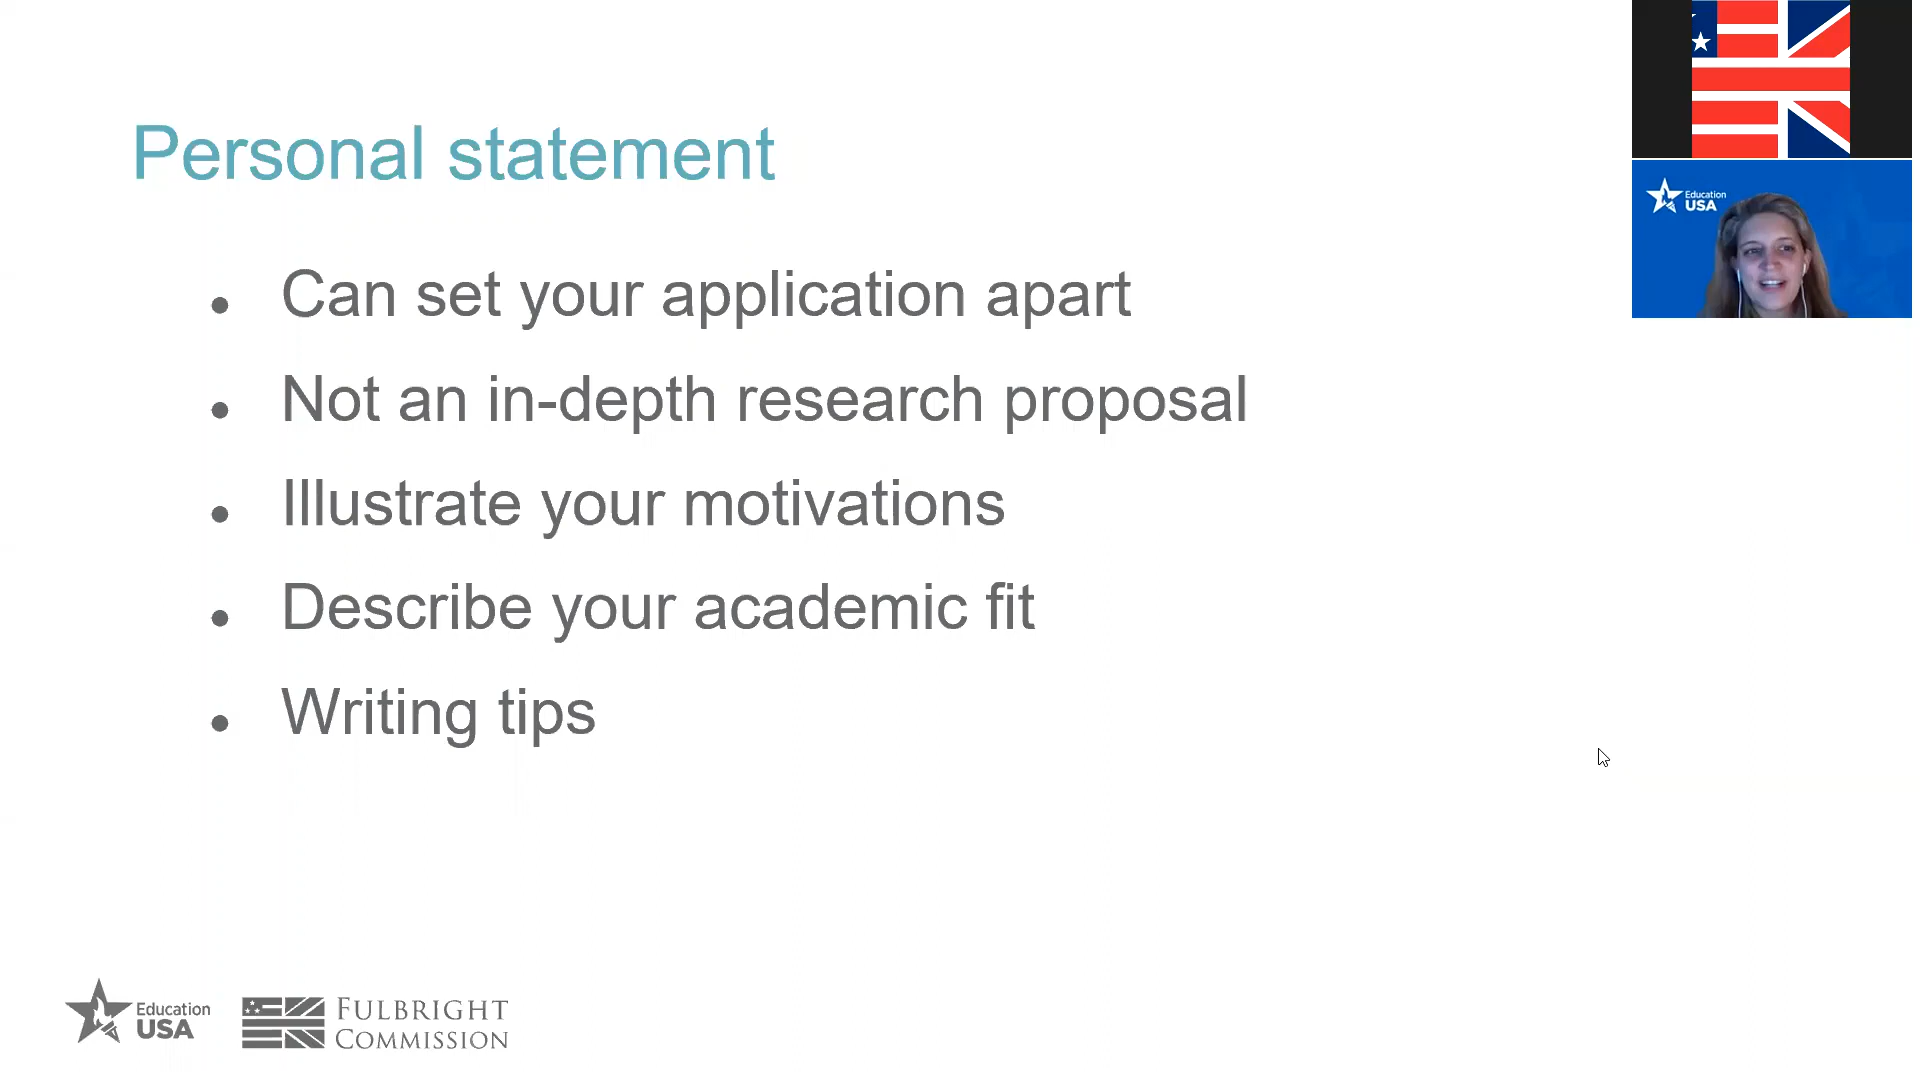 Personal statement
Can set your application apart
Not an in-depth research proposal
Illustrate your motivations
Describe your academic fit
Writing tips
Education
USA
Education
USA
FULBRIGHT
COMMISSION